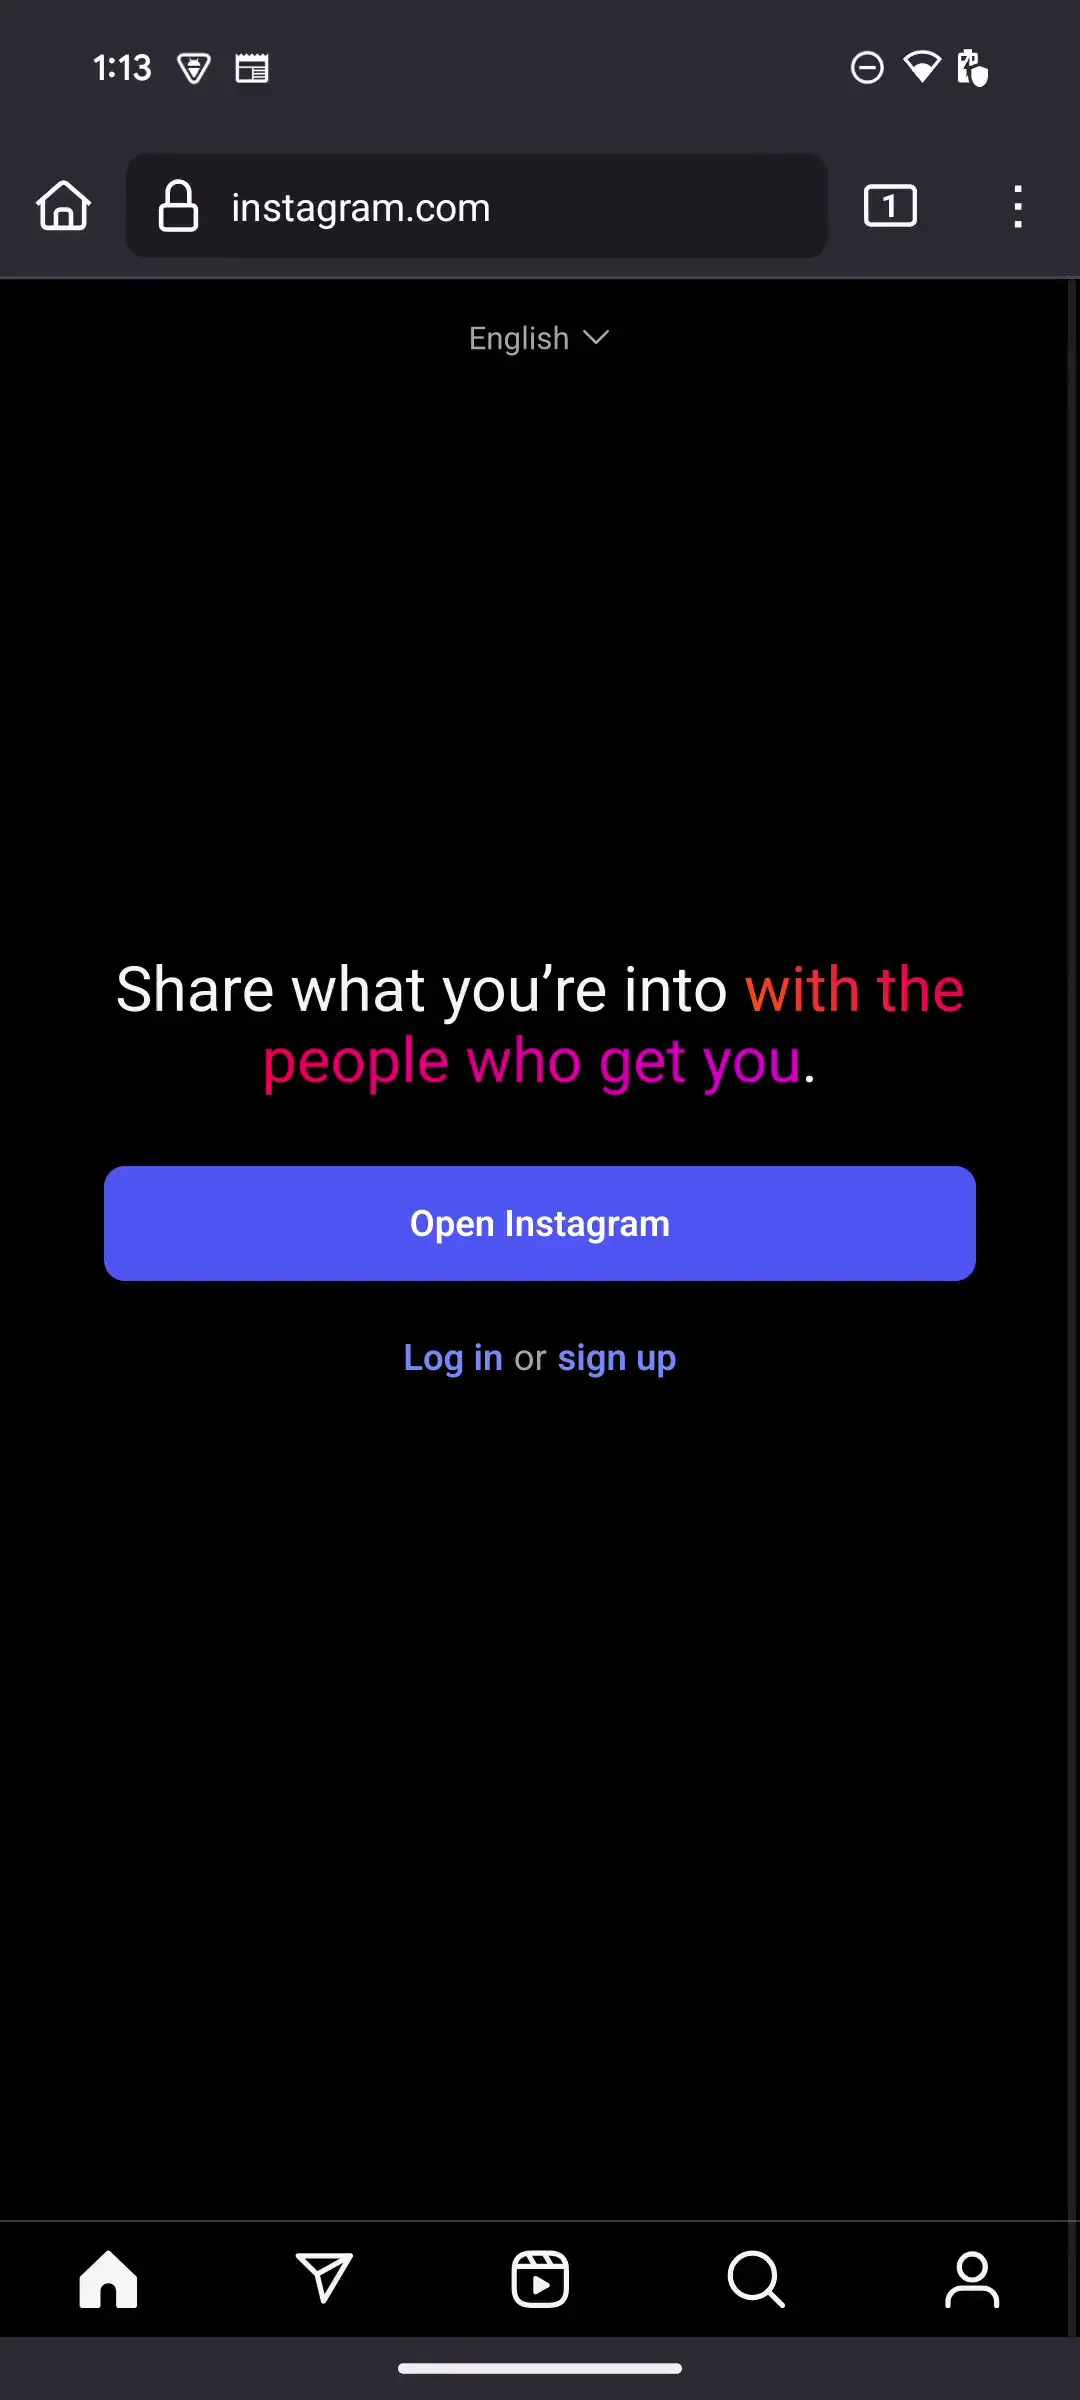 1:13
instagram.com
1
English
Share what you’re into with the
people who get you.
Open Instagram
Log in or sign up